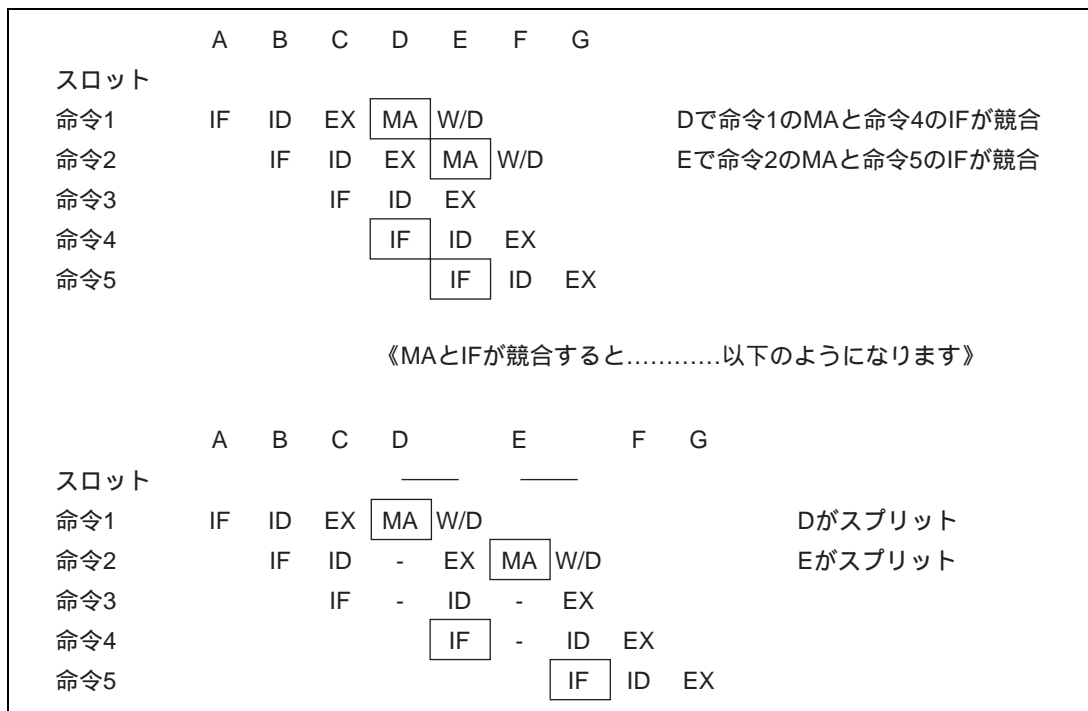 A B C D E F G
スロット
命令1 IF ID EX MA W/D Dで命令1のMAと命令4のIFが競合
命令2 IF ID EX MA W/D Eで命令2のMAと命令5のIFが競合
命令3 IF ID EX
命令4 IF ID EX
命令5 IF ID EX
《MAとIFが競合すると…………以下のようになります》
A B C D E F G
スロット
命令1 IF ID EX MA W/D Dがスプリット
命令2 IF ID - EX MA W/D Eがスプリット
命令3 IF - ID - EX
命令4 IF - ID EX
命令5 IF ID EX